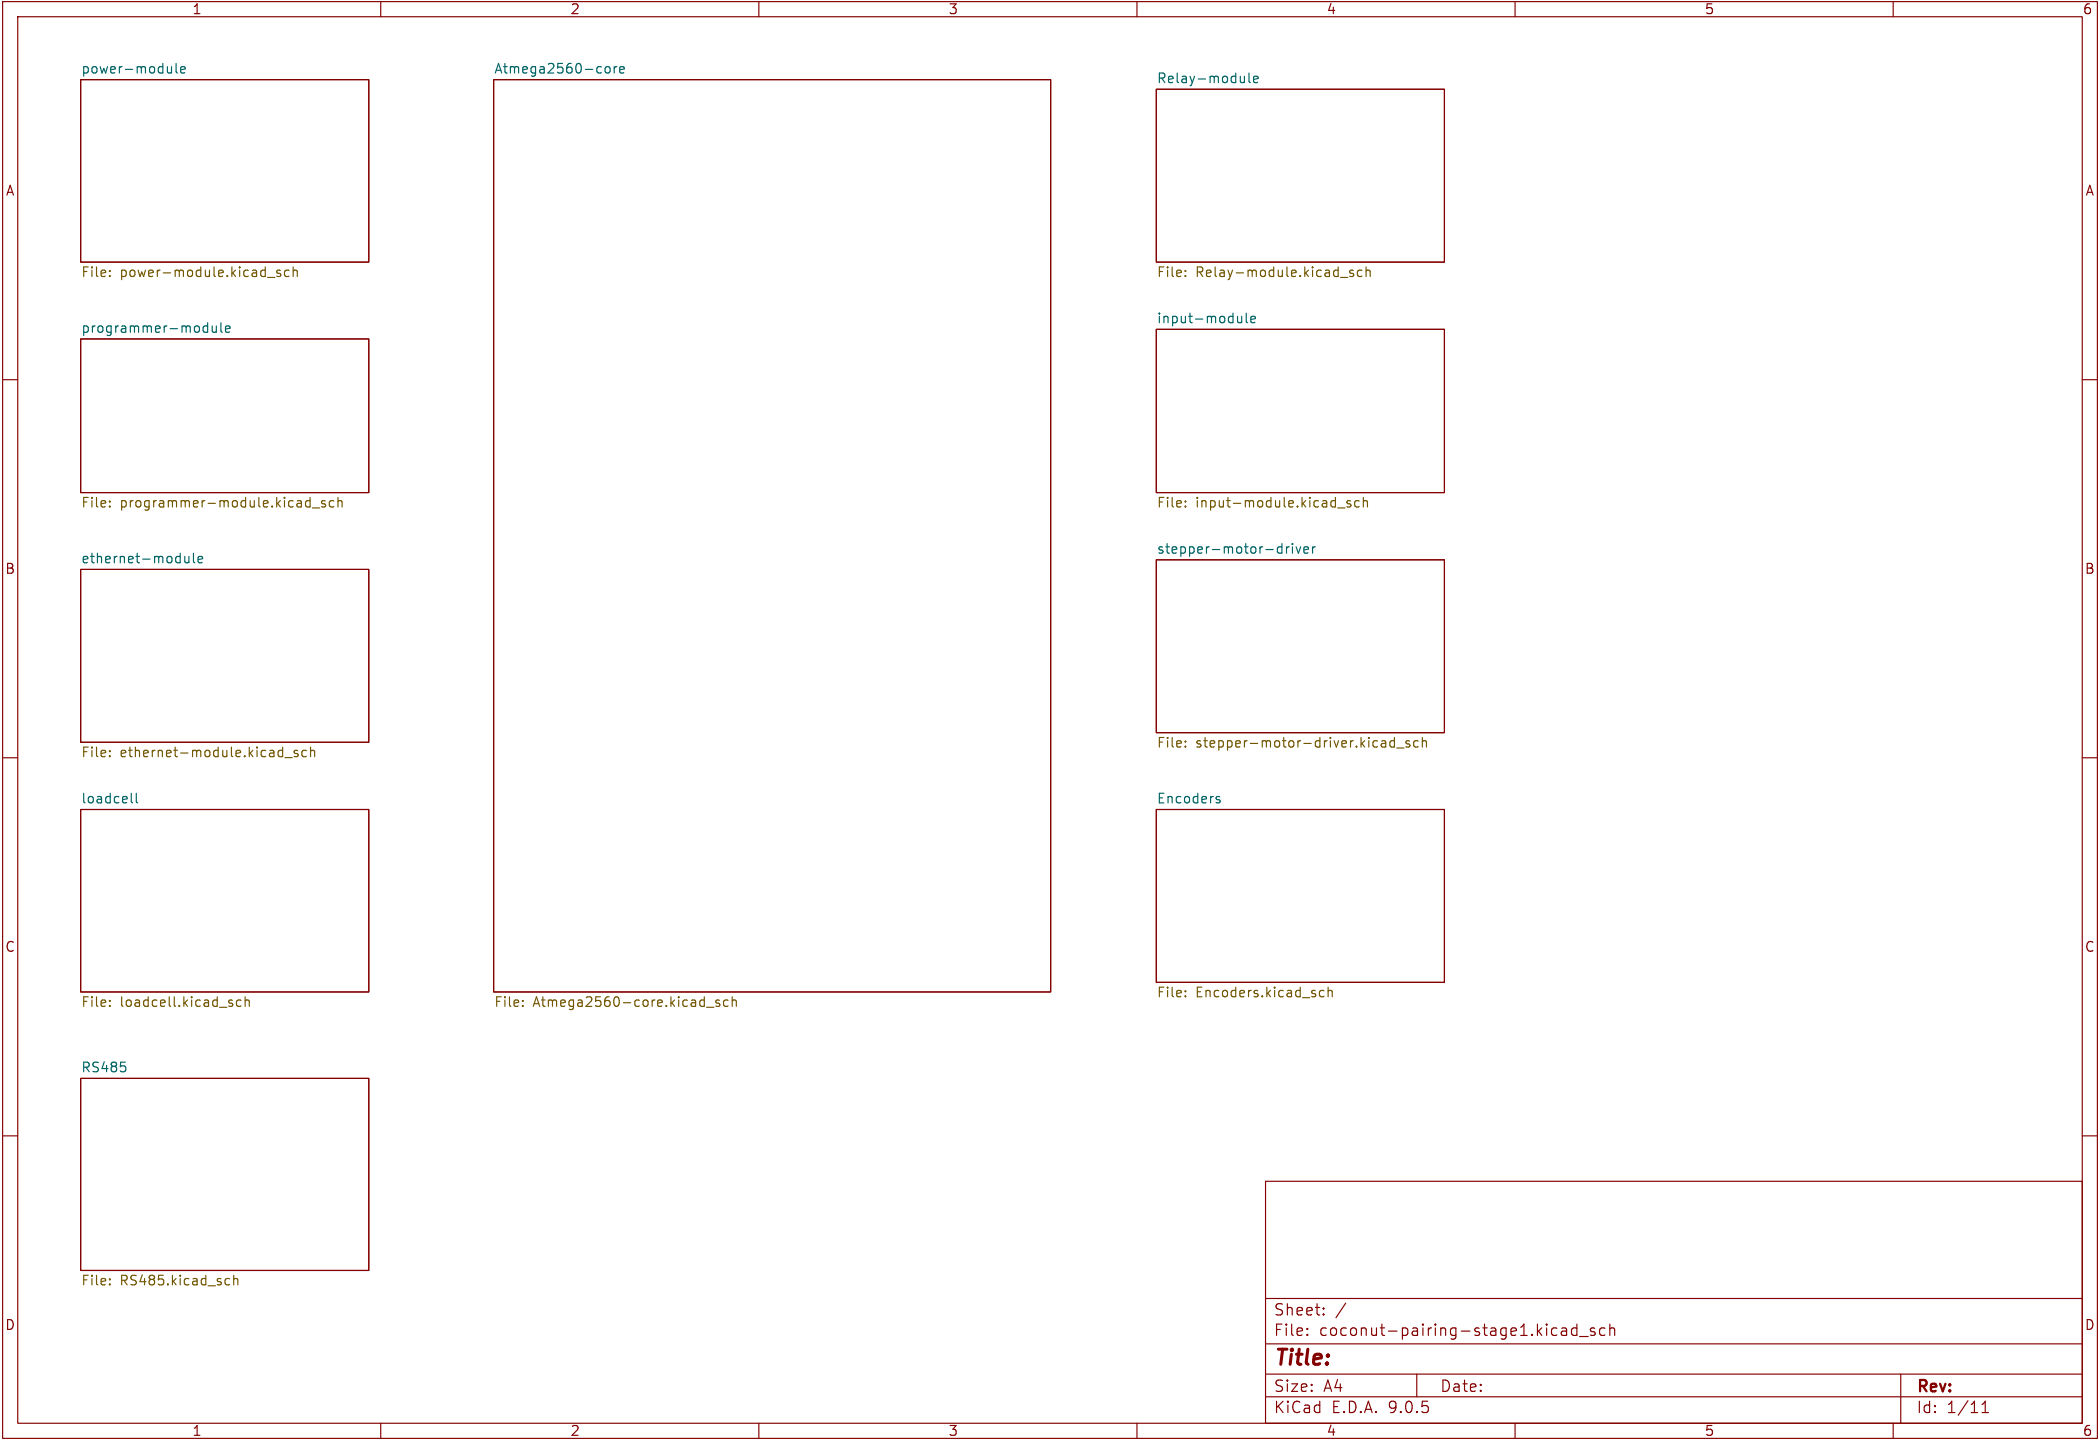 1 2 3 4 5 6
power-module
Atmega2560-core
Relay-module
A A
File: power-module.kicad_sch
File: Relay-module.kicad_sch
programmer-module
input-module
File: programmer-module.kicad_sch
File: input-module.kicad_sch
ethernet-module
stepper-motor-driver
B B
File: ethernet-module.kicad_sch
File: stepper-motor-driver.kicad_sch
loadcell
Encoders
C C
File: loadcell.kicad_sch
File: Atmega2560-core.kicad_sch
File: Encoders.kicad_sch
RS485
File: RS485.kicad_sch
Sheet: /
File: coconut-pairing-stage1.kicad_sch
D D
Title:
Size: A4 Date: Rev:
KiCad E.D.A. 9.0.5 Id: 1/11
1 2 3 4 5 6